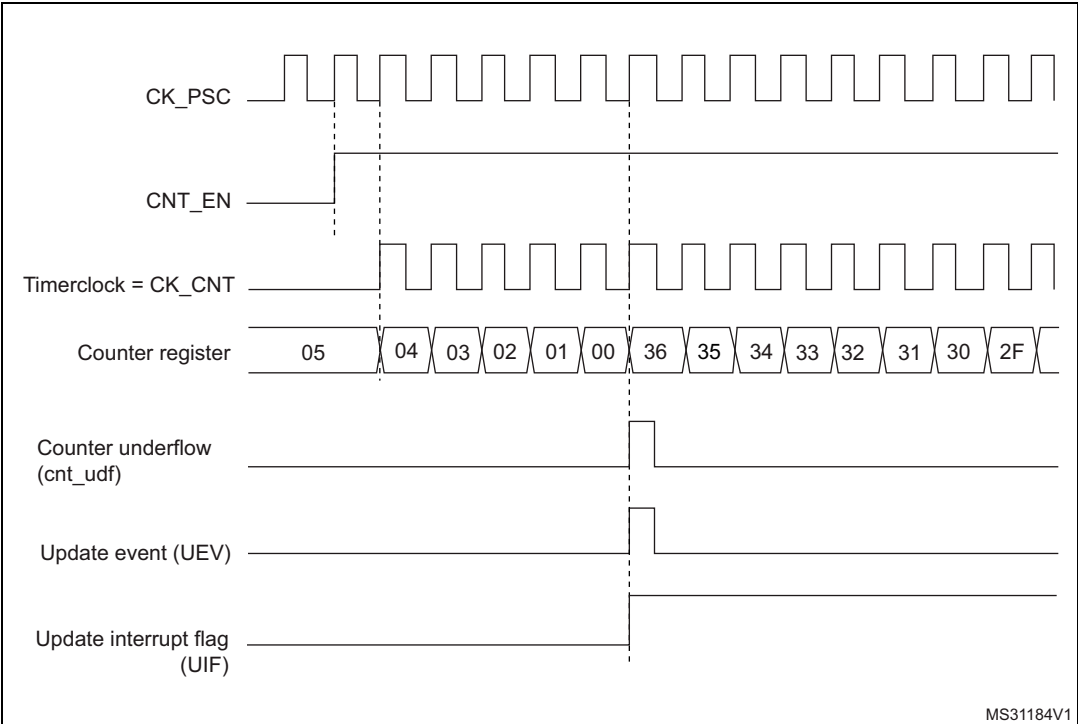 CK_PSC
CNT_EN
Timerclock = CK_CNT
Counter register 05 04 03 02 01 00 36 35 34 33 32 31 30 2F
Counter underflow
(cnt_udf)
Update event (UEV)
Update interrupt flag
(UIF)
MS31184V1